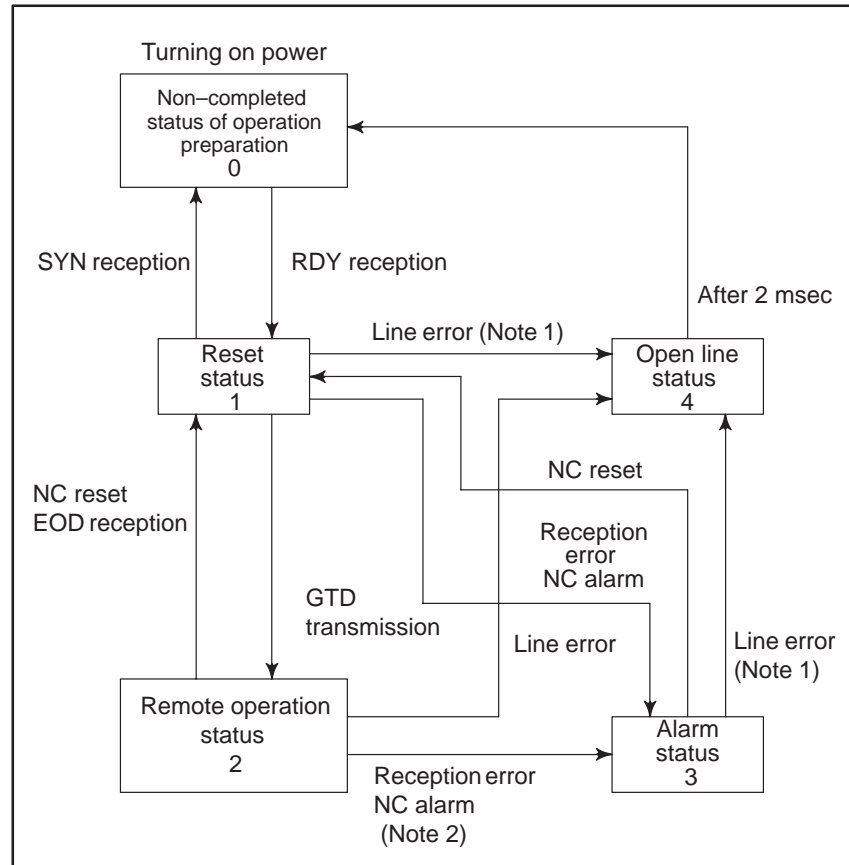 Turning on power
Non–completed
status of operation
preparation
0
SYN reception
RDY reception
After 2 msec
Line error (Note 1)
Reset
status
1
Open line
status
4
NC reset
NC reset
EOD reception
Reception
error
NC alarm
GTD
transmission
Line error
Line error
(Note 1)
Remote operation
status
2
Alarm
status
3
Reception error
NC alarm
(Note 2)